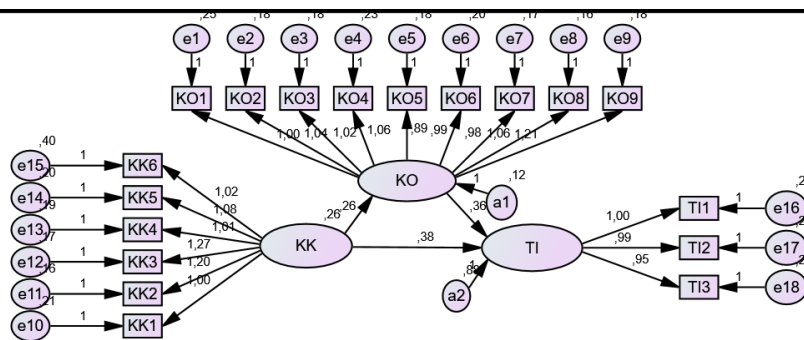 ,25 ,18 ,18 ,23 ,18 ,20 ,17 ,16 ,18
e1 e2 e3 e4 e5 e6 e7 e8 e9
1 1 1 1 1 1 1 1 1
KO1 KO2 KO3 KO4 KO5 KO6 KO7 KO8 KO9
1,00 1,04 1,02 1,06 ,89 ,99 ,98 1,06 1,21
,40
e15 1 KK6
,20
e14 1 KK5
,19
e13 1 KK4
,17
e12 1 KK3
,16
e11 1 KK2
,21
e10 1 KK1
1,02
1,08
1,01
1,27
1,20
1,00
KO
1 ,12
a1
,26 ,26
,36
KK
,38
TI
1
a2
1,00
,99
,95
TI1 1 e16
TI2 1 e17
TI3 1 e18